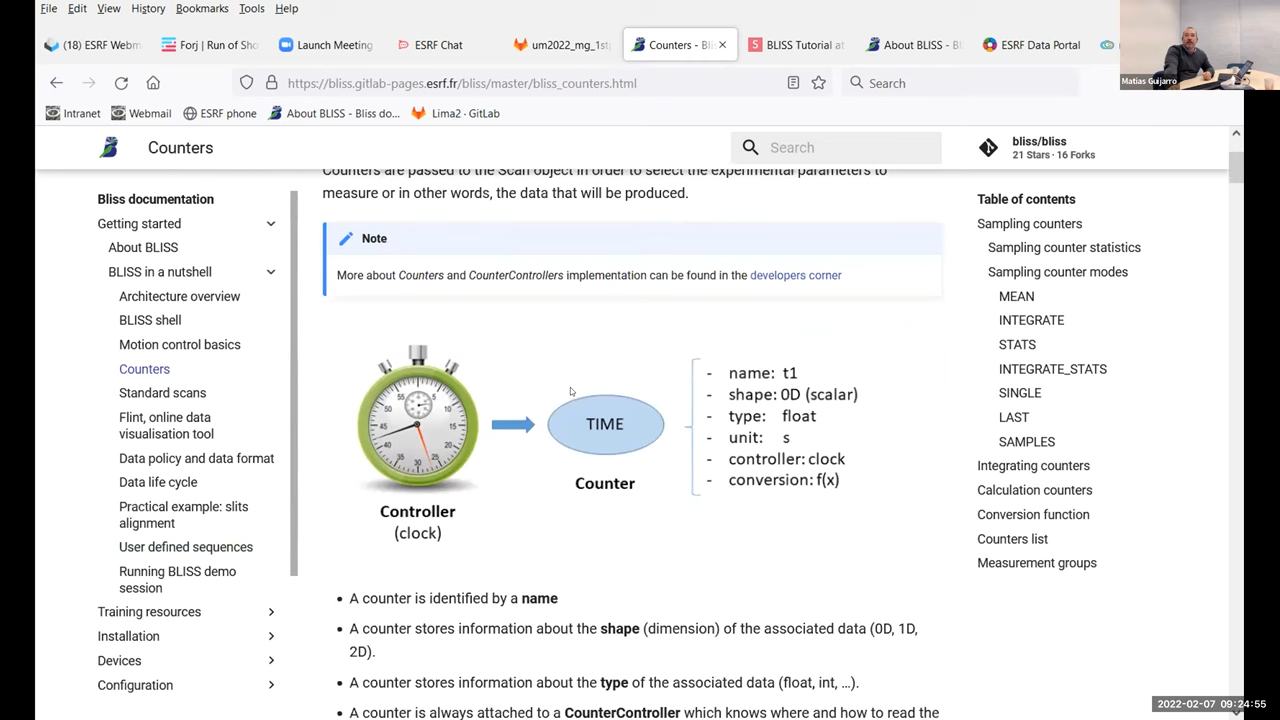 File Edit View History Bookmarks Tools Help
(18) ESRF Webm
Forj | Run of Sho
Launch Meeting
ESRF Chat
um2022_mg_1st
Counters - Bli
BLISS Tutorial at
About BLISS - Bl
ESRF Data Portal
https://bliss.gitlab-pages.esrf.fr/bliss/master/bliss_counters.html
Search
Matias Guijarro
Intranet
Webmail
ESRF phone
About BLISS - Bliss do...
Lima2 · GitLab
Counters
Search
bliss/bliss
21 Stars · 16 Forks
Bliss documentation
Getting started
About BLISS
BLISS in a nutshell
Architecture overview
BLISS shell
Motion control basics
Counters
Standard scans
Flint, online data
visualisation tool
Data policy and data format
Data life cycle
Practical example: slits
alignment
User defined sequences
Running BLISS demo
session
Training resources
Installation
Devices
Configuration
Counters are passed to the Scan object in order to select the experimental parameters to
measure or in other words, the data that will be produced.
Note
More about Counters and CounterControllers implementation can be found in the developers corner
55
5
50
10
45
15
40
20
35
25
30
Controller
(clock)
TIME
Counter
- name: t1
- shape: 0D (scalar)
- type: float
- unit: s
- controller: clock
- conversion: f(x)
• A counter is identified by a name
• A counter stores information about the shape (dimension) of the associated data (0D, 1D,
2D).
• A counter stores information about the type of the associated data (float, int, …).
• A counter is always attached to a CounterController which knows where and how to read the
Table of contents
Sampling counters
Sampling counter statistics
Sampling counter modes
MEAN
INTEGRATE
STATS
INTEGRATE_STATS
SINGLE
LAST
SAMPLES
Integrating counters
Calculation counters
Conversion function
Counters list
Measurement groups
2022-02-07 09:24:55